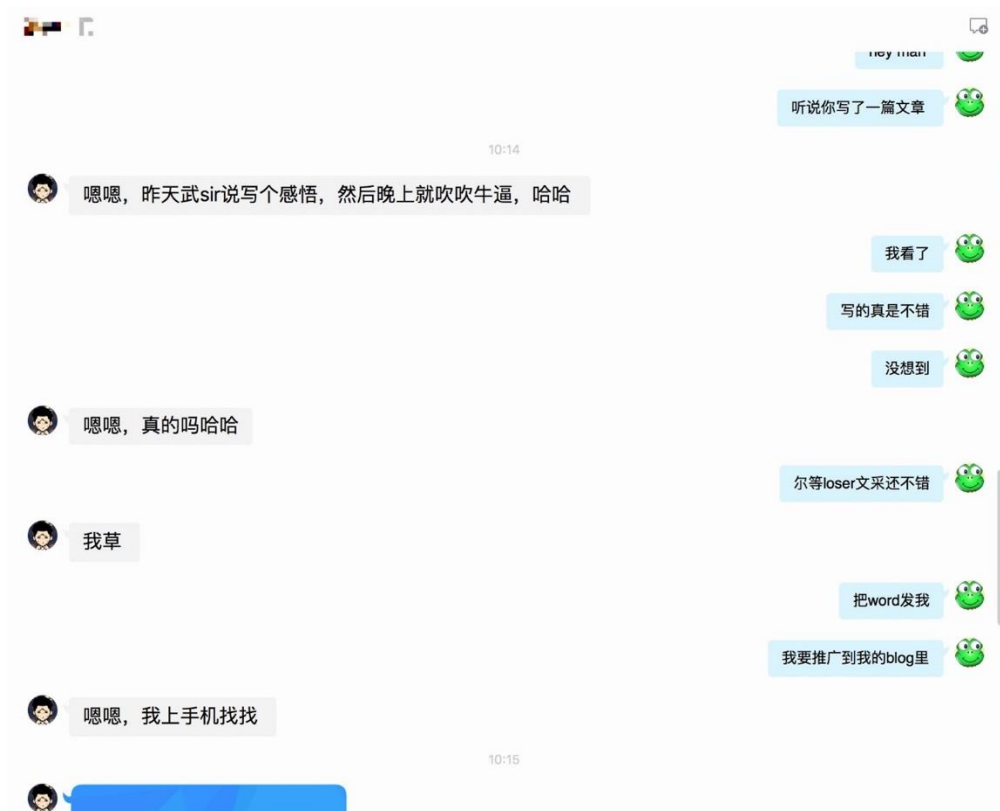 hey man
听说你写了一篇文章
10:14
嗯嗯，昨天武sir说写个感悟，然后晚上就吹吹牛逼，哈哈
我看了
写的真是不错
没想到
嗯嗯，真的吗哈哈
尔等loser文采还不错
我草
把word发我
我要推广到我的blog里
嗯嗯，我上手机找找
10:15